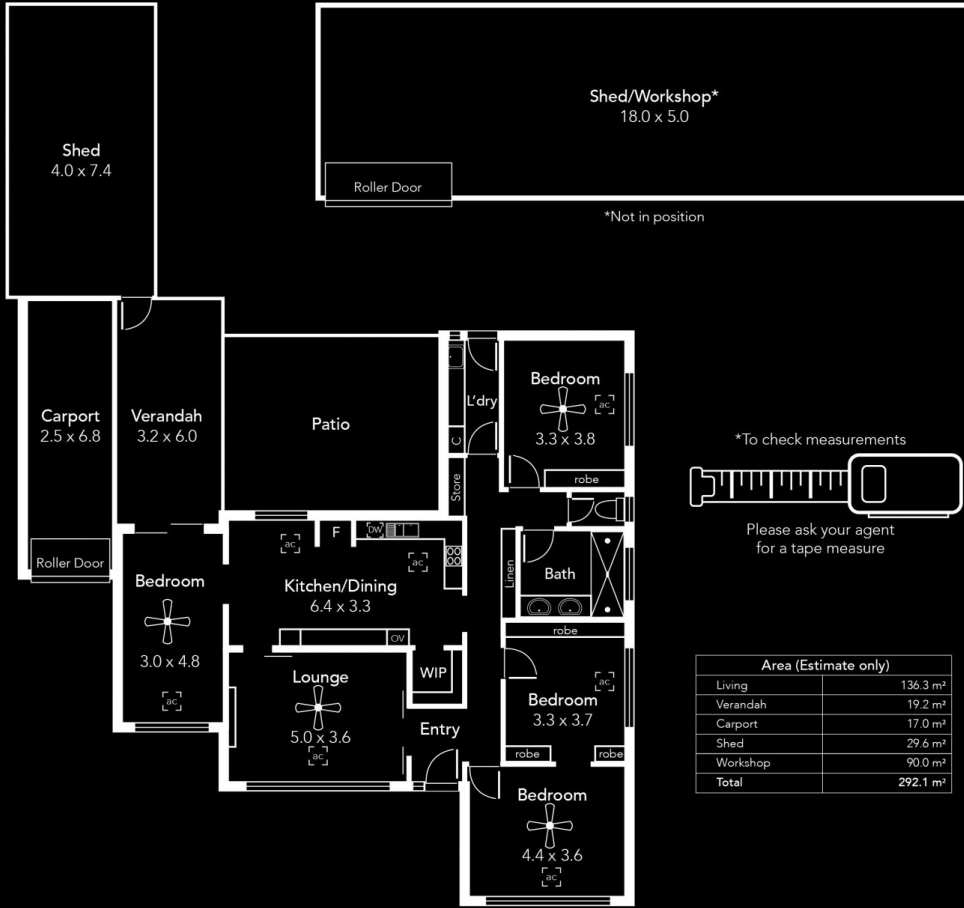 Shed
4.0 x 7.4
Shed/Workshop*
18.0 x 5.0
Roller Door
*Not in position
Carport
2.5 x 6.8
Roller Door
Verandah
3.2 x 6.0
Patio
L'dry
C
Store
Bedroom
ac
3.3 x 3.8
robe
*To check measurements
Please ask your agent
for a tape measure
Bedroom
3.0 x 4.8
ac
ac
F
DW
ac
Kitchen/Dining
6.4 x 3.3
OV
Linen
Bath
robe
Lounge
5.0 x 3.6
ac
WIP
Entry
ac
Bedroom
3.3 x 3.7
robe
robe
Bedroom
4.4 x 3.6
ac
Area (Estimate only)
Living 136.3 m²
Verandah 19.2 m²
Carport 17.0 m²
Shed 29.6 m²
Workshop 90.0 m²
Total 292.1 m²